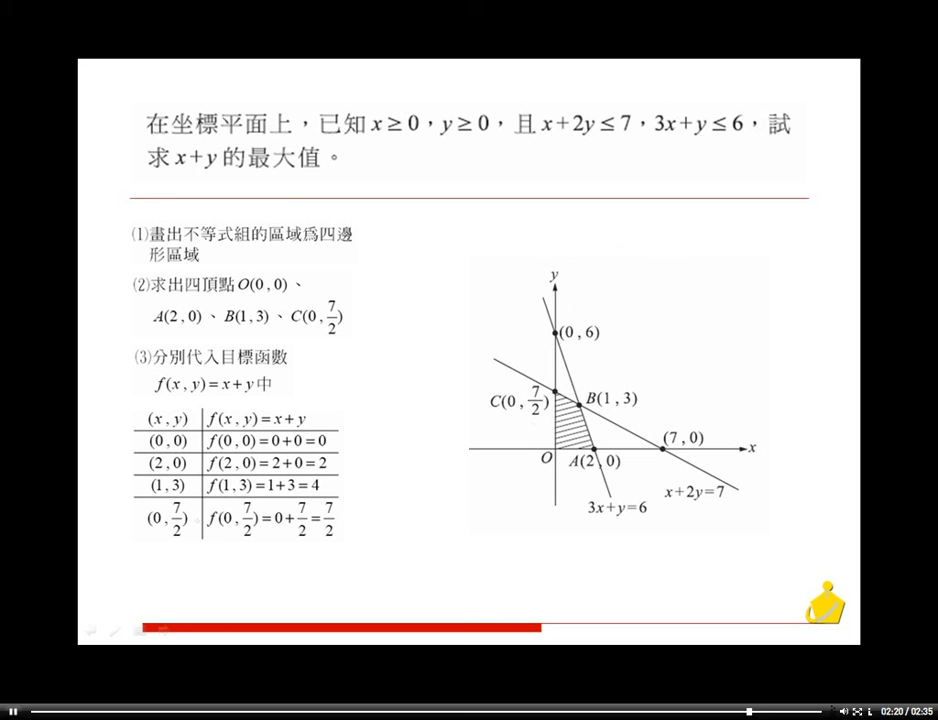 在坐標平面上，已知 x ≥ 0，y ≥ 0，且 x + 2y ≤ 7，3x + y ≤ 6，試
求 x + y 的最大值。
⑴畫出不等式組的區域為四邊
形區域
⑵求出四頂點 O(0 , 0)、
A(2 , 0)、B(1 , 3)、C(0 , 7/2)
⑶分別代入目標函數
f(x , y) = x + y 中
(x , y) f(x , y) = x + y
(0 , 0) f(0 , 0) = 0 + 0 = 0
(2 , 0) f(2 , 0) = 2 + 0 = 2
(1 , 3) f(1 , 3) = 1 + 3 = 4
(0 , 7/2) f(0 , 7/2) = 0 + 7/2 = 7/2
y
(0 , 6)
C(0 , 7/2)
B(1 , 3)
(7 , 0)
x
O
A(2 , 0)
x + 2y = 7
3x + y = 6
02:20 / 02:35